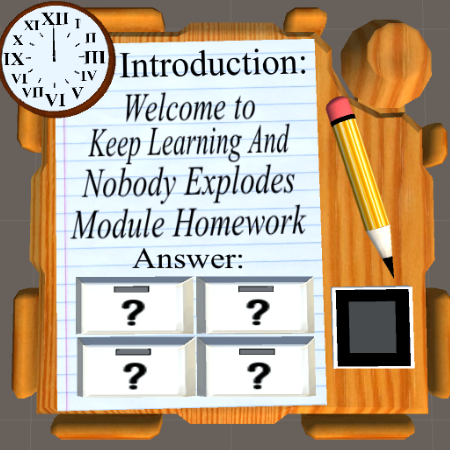 XII
I
II
III
IV
V
VI
VII
VIII
IX
X
XI
Introduction:
Welcome to
Keep Learning And
Nobody Explodes
Module Homework
Answer:
? ?
? ?